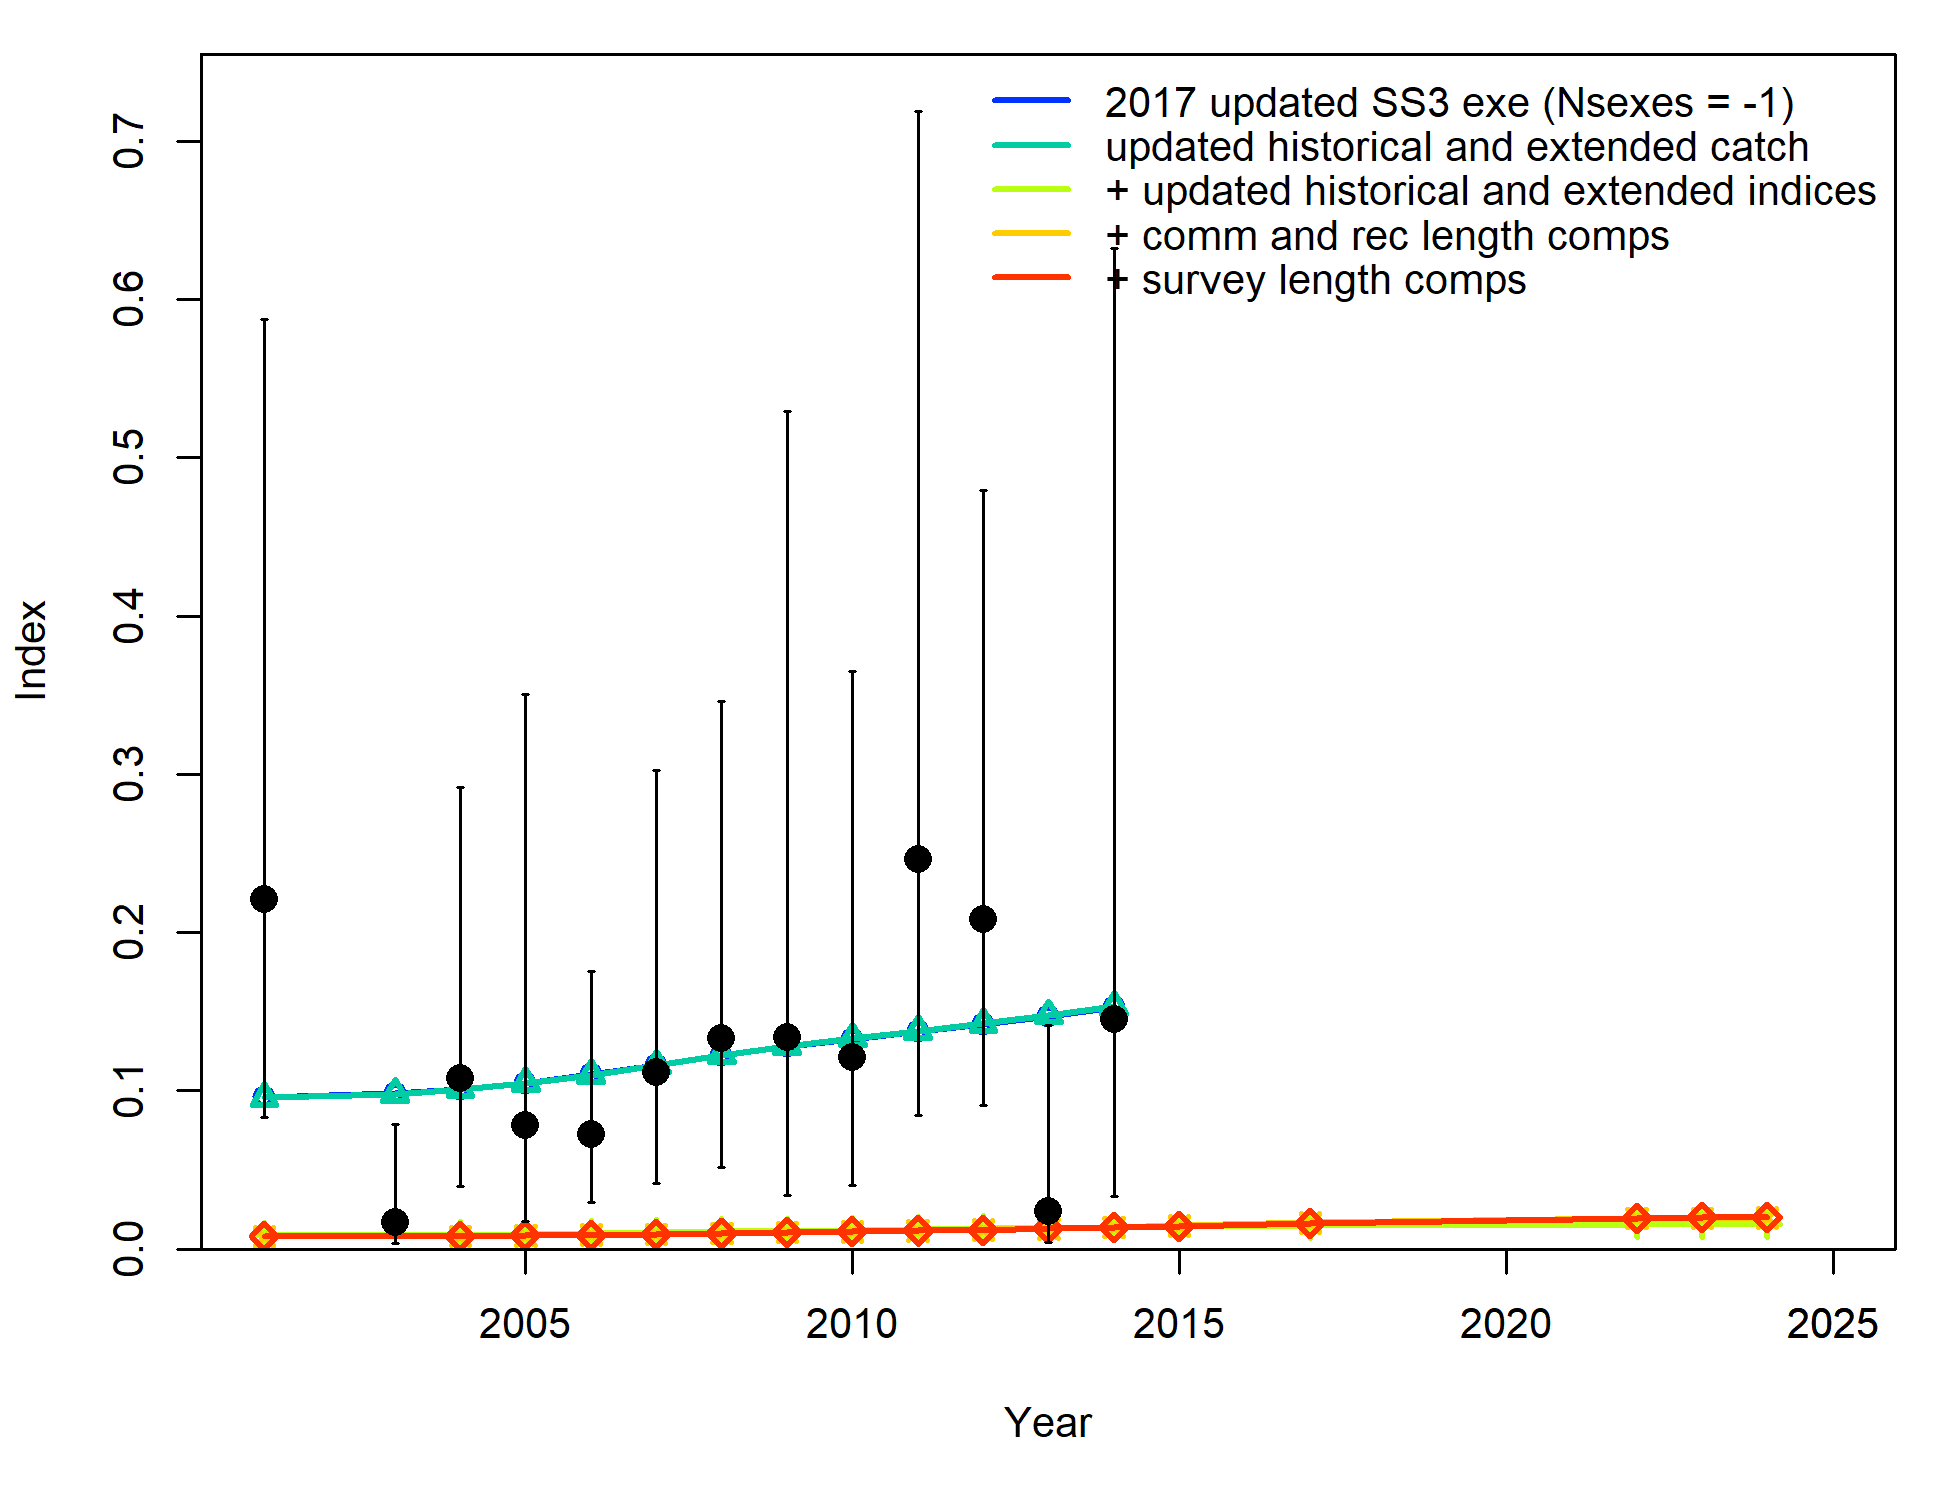 2017 updated SS3 exe (Nsexes = -1)
updated historical and extended catch
+ updated historical and extended indices
+ comm and rec length comps
+ survey length comps
0.7
0.6
0.5
0.4
0.3
0.2
0.1
0.0
Index
2005 2010 2015 2020 2025
Year